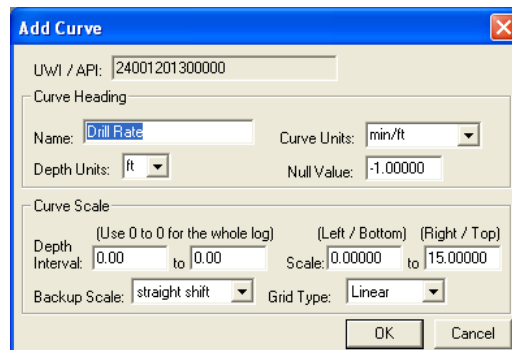 Add Curve
UWI / API: 24001201300000
Curve Heading
Name: Drill Rate Curve Units: min/ft
Depth Units: ft Null Value: -1.00000
Curve Scale
(Use 0 to 0 for the whole log) (Left / Bottom) (Right / Top)
Depth Interval: 0.00 to 0.00 Scale: 0.00000 to 15.00000
Backup Scale: straight shift Grid Type: Linear
OK Cancel